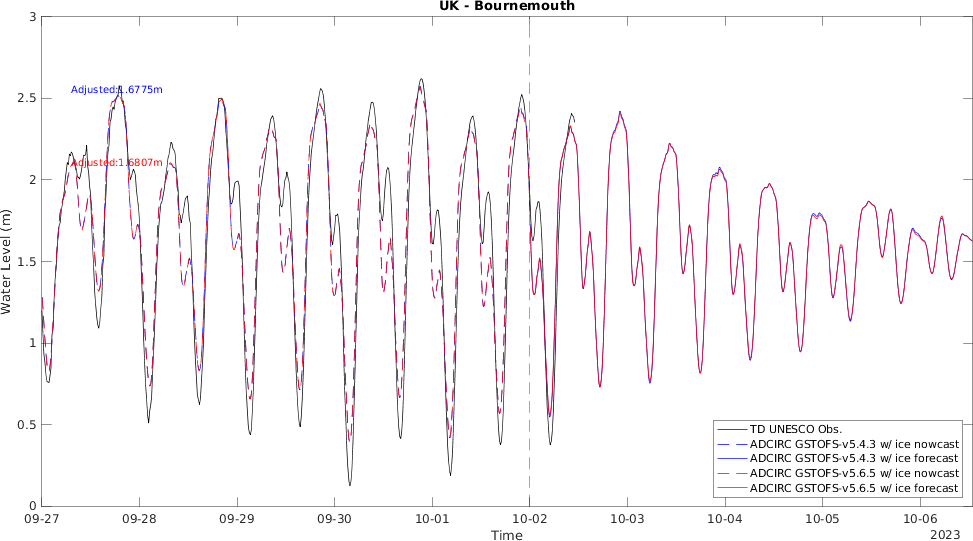 UK - Bournemouth
3
2.5
2
1.5
1
0.5
0
Water Level (m)
Adjusted:1.6775m
Adjusted:1.6807m
TD UNESCO Obs.
ADCIRC GSTOFS-v5.4.3 w/ ice nowcast
ADCIRC GSTOFS-v5.4.3 w/ ice forecast
ADCIRC GSTOFS-v5.6.5 w/ ice nowcast
ADCIRC GSTOFS-v5.6.5 w/ ice forecast
09-27 09-28 09-29 09-30 10-01 10-02 10-03 10-04 10-05 10-06
Time
2023